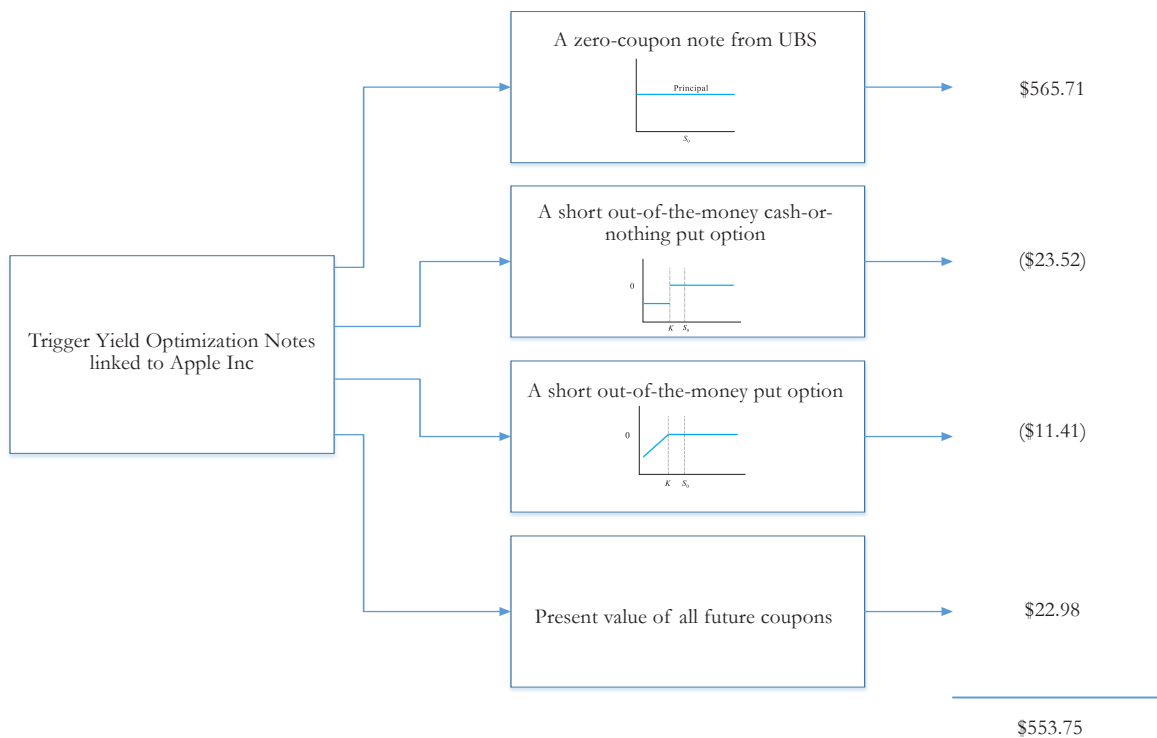 A zero-coupon note from UBS
Principal
S0
$565.71
A short out-of-the-money cash-or-
nothing put option
0
K
S0
($23.52)
Trigger Yield Optimization Notes
linked to Apple Inc
A short out-of-the-money put option
0
K
S0
($11.41)
Present value of all future coupons
$22.98
$553.75